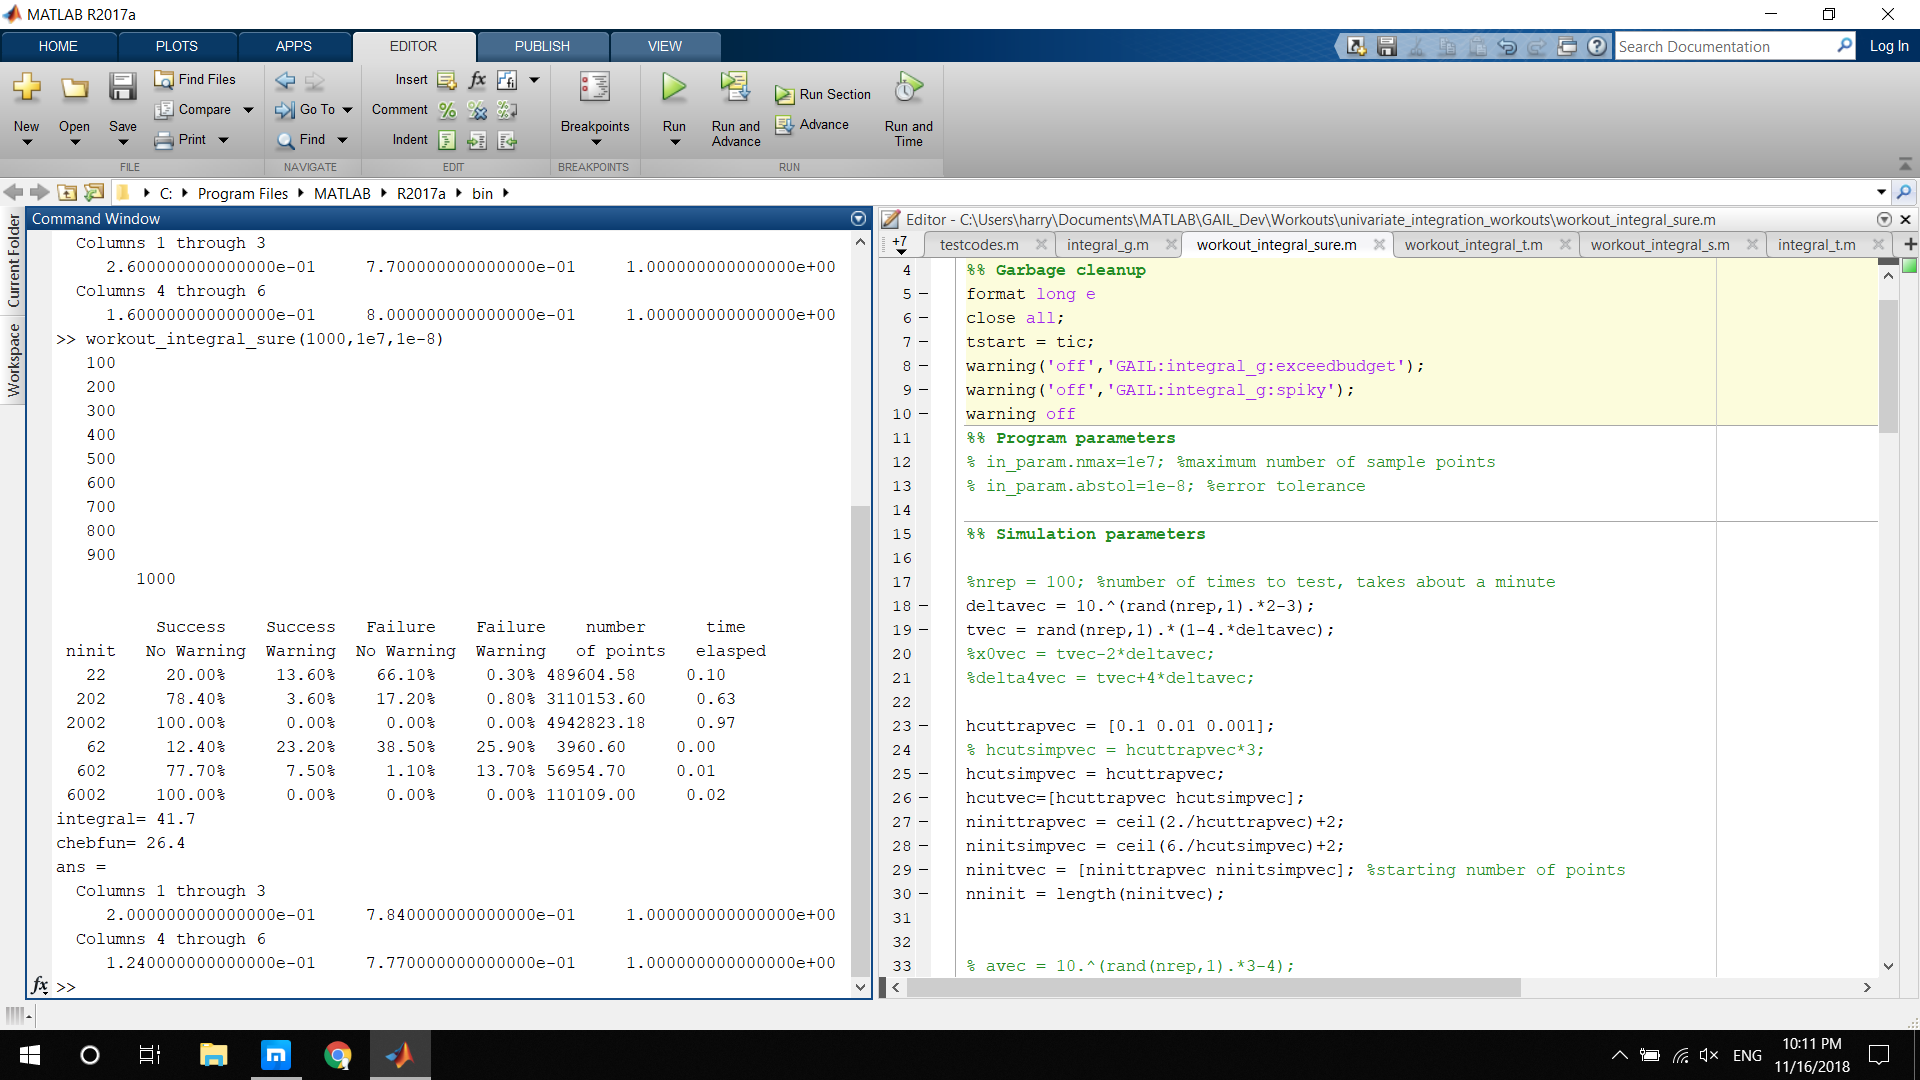 MATLAB R2017a
HOME PLOTS APPS EDITOR PUBLISH VIEW
Search Documentation
Log In
New
Open
Save
Find Files
Compare
Print
FILE
Go To
Find
NAVIGATE
Insert
fx
Comment
Indent
EDIT
Breakpoints
BREAKPOINTS
Run
Run and Advance
Run Section
Advance
Run and Time
RUN
C: Program Files MATLAB R2017a bin
Current Folder
Workspace
Command Window
Columns 1 through 3
2.600000000000000e-01 7.700000000000000e-01 1.000000000000000e+00
Columns 4 through 6
1.600000000000000e-01 8.000000000000000e-01 1.000000000000000e+00
>> workout_integral_sure(1000,1e7,1e-8)
100
200
300
400
500
600
700
800
900
1000
Success Success Failure Failure number time
ninit No Warning Warning No Warning Warning of points elasped
22 20.00% 13.60% 66.10% 0.30% 489604.58 0.10
202 78.40% 3.60% 17.20% 0.80% 3110153.60 0.63
2002 100.00% 0.00% 0.00% 0.00% 4942823.18 0.97
62 12.40% 23.20% 38.50% 25.90% 3960.60 0.00
602 77.70% 7.50% 1.10% 13.70% 56954.70 0.01
6002 100.00% 0.00% 0.00% 0.00% 110109.00 0.02
integral= 41.7
chebfun= 26.4
ans =
Columns 1 through 3
2.000000000000000e-01 7.840000000000000e-01 1.000000000000000e+00
Columns 4 through 6
1.240000000000000e-01 7.770000000000000e-01 1.000000000000000e+00
fx >>
Editor - C:\Users\harry\Documents\MATLAB\GAIL_Dev\Workouts\univariate_integration_workouts\workout_integral_sure.m
+7 testcodes.m integral_g.m workout_integral_sure.m workout_integral_t.m workout_integral_s.m integral_t.m
4 %% Garbage cleanup
5 – format long e
6 – close all;
7 – tstart = tic;
8 – warning('off','GAIL:integral_g:exceedbudget');
9 – warning('off','GAIL:integral_g:spiky');
10 – warning off
11 %% Program parameters
12 % in_param.nmax=1e7; %maximum number of sample points
13 % in_param.abstol=1e-8; %error tolerance
14
15 %% Simulation parameters
16
17 %nrep = 100; %number of times to test, takes about a minute
18 – deltavec = 10.^(rand(nrep,1).*2-3);
19 – tvec = rand(nrep,1).*(1-4.*deltavec);
20 %x0vec = tvec-2*deltavec;
21 %delta4vec = tvec+4*deltavec;
22
23 – hcuttrapvec = [0.1 0.01 0.001];
24 % hcutsimpvec = hcuttrapvec*3;
25 – hcutsimpvec = hcuttrapvec;
26 – hcutvec=[hcuttrapvec hcutsimpvec];
27 – ninittrapvec = ceil(2./hcuttrapvec)+2;
28 – ninitsimpvec = ceil(6./hcutsimpvec)+2;
29 – ninitvec = [ninittrapvec ninitsimpvec]; %starting number of points
30 – nninit = length(ninitvec);
31
32
33 % avec = 10.^(rand(nrep,1).*3-4);
ENG
10:11 PM
11/16/2018